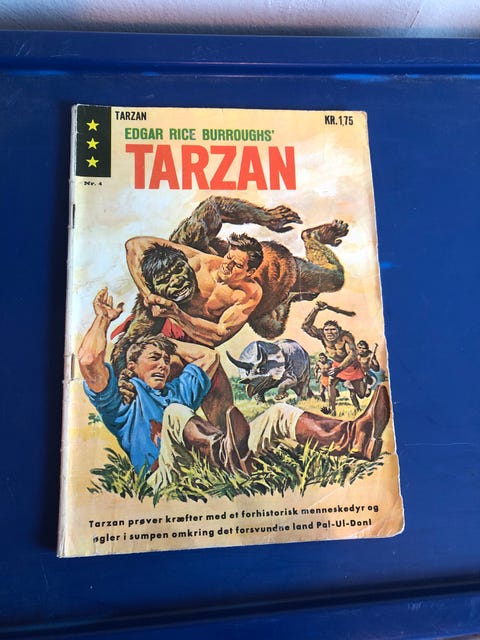 TARZAN
KR. 1,75
EDGAR RICE BURROUGHS'
TARZAN
Nr. 4
Tarzan prøver kræfter med et forhistorisk menneskedyr og
øgler i sumpen omkring det forsvundne land Pal-Ul-Don!